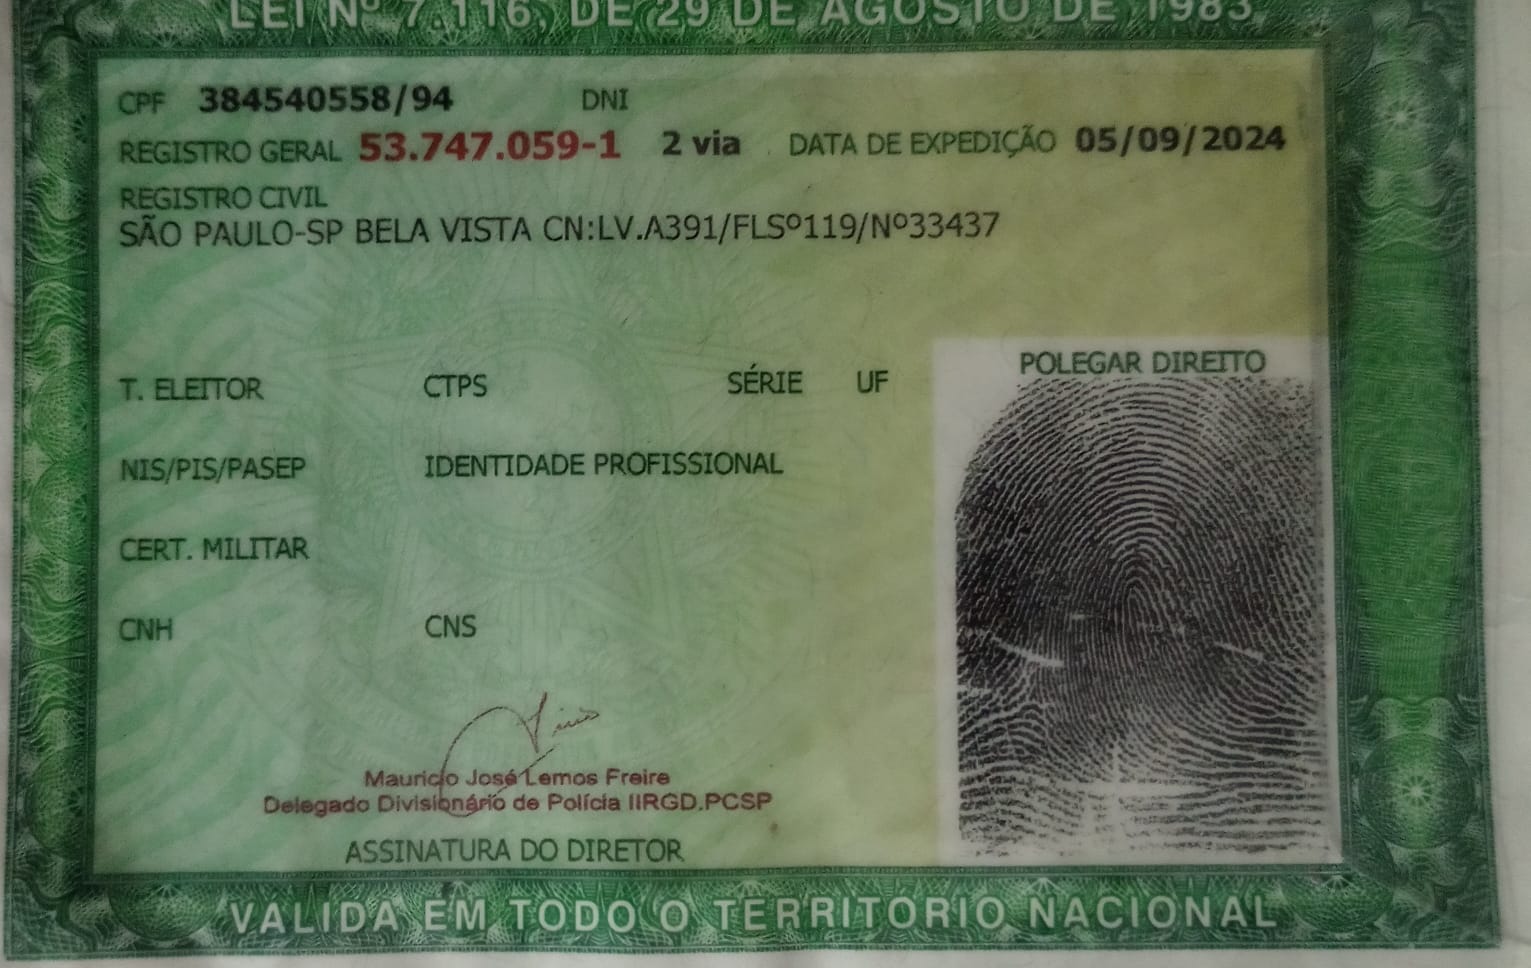 LEI Nº 7.116, DE 29 DE AGOSTO DE 1983
CPF 384540558/94 DNI
REGISTRO GERAL 53.747.059-1 2 via DATA DE EXPEDIÇÃO 05/09/2024
REGISTRO CIVIL
SÃO PAULO-SP BELA VISTA CN:LV.A391/FLSº119/Nº33437
POLEGAR DIREITO
T. ELEITOR CTPS SÉRIE UF
NIS/PIS/PASEP IDENTIDADE PROFISSIONAL
CERT. MILITAR
CNH CNS
Mauricio José Lemos Freire
Delegado Divisionário de Polícia IIRGD.PCSP
ASSINATURA DO DIRETOR
VALIDA EM TODO O TERRITÓRIO NACIONAL